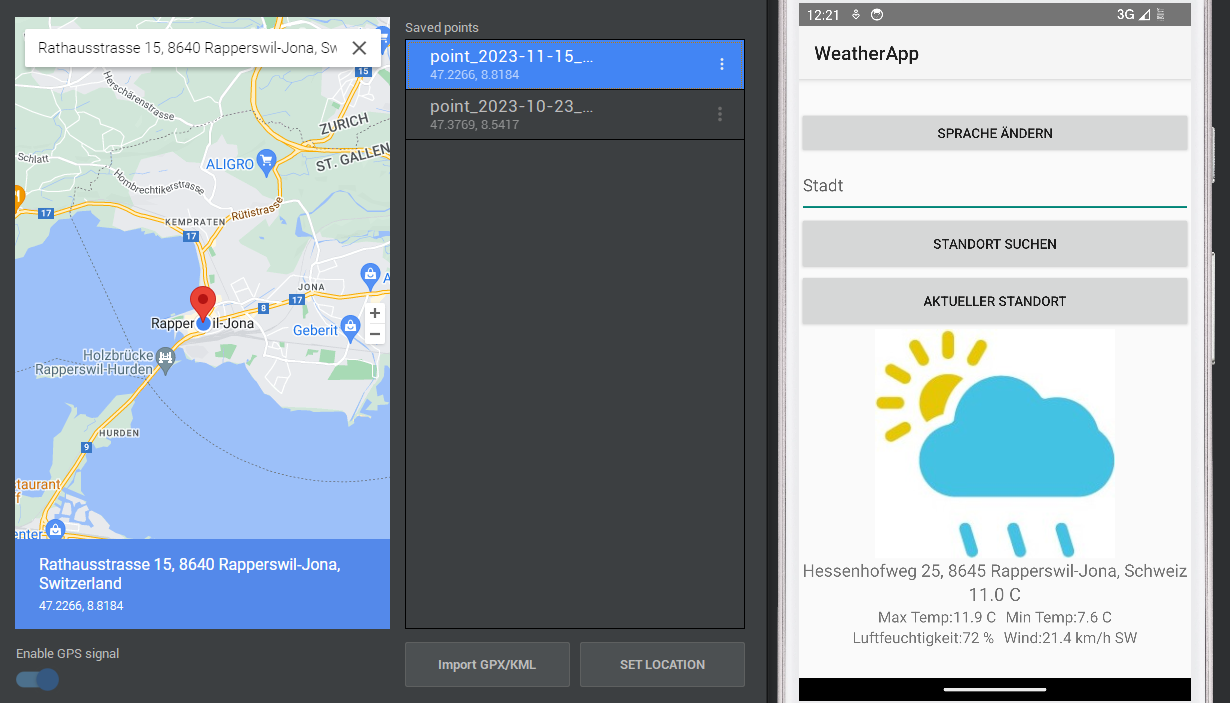 Rathausstrasse 15, 8640 Rapperswil-Jona, Sw
15
Herschärenstrasse
ZURICH
ST. GALLEN
Schlatt
ALIGRO
Hombrechtikerstrasse
17
Rütistrasse
KEMPRATEN
17
JONA
17
8
Rapper il-Jona
Geberit
Holzbrücke
Rapperswil-Hurden
HURDEN
9
taurant
enter
+
−
Rathausstrasse 15, 8640 Rapperswil-Jona,
Switzerland
47.2266, 8.8184
Enable GPS signal
Saved points
point_2023-11-15_...
47.2266, 8.8184
point_2023-10-23_...
47.3769, 8.5417
Import GPX/KML
SET LOCATION
12:21
3G
WeatherApp
SPRACHE ÄNDERN
Stadt
STANDORT SUCHEN
AKTUELLER STANDORT
Hessenhofweg 25, 8645 Rapperswil-Jona, Schweiz
11.0 C
Max Temp:11.9 C Min Temp:7.6 C
Luftfeuchtigkeit:72 % Wind:21.4 km/h SW